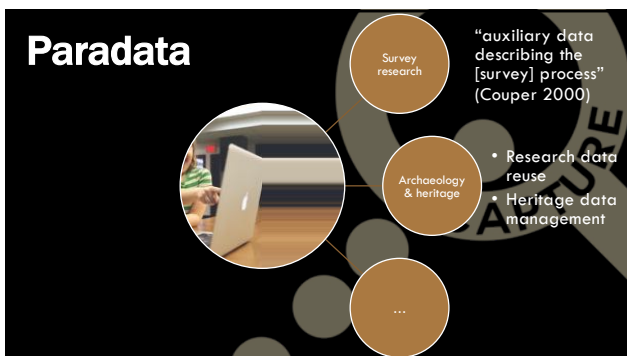 Paradata
Survey
research
“auxiliary data
describing the
[survey] process”
(Couper 2000)
Archaeology
& heritage
• Research data
reuse
• Heritage data
management
...
CAPTURE